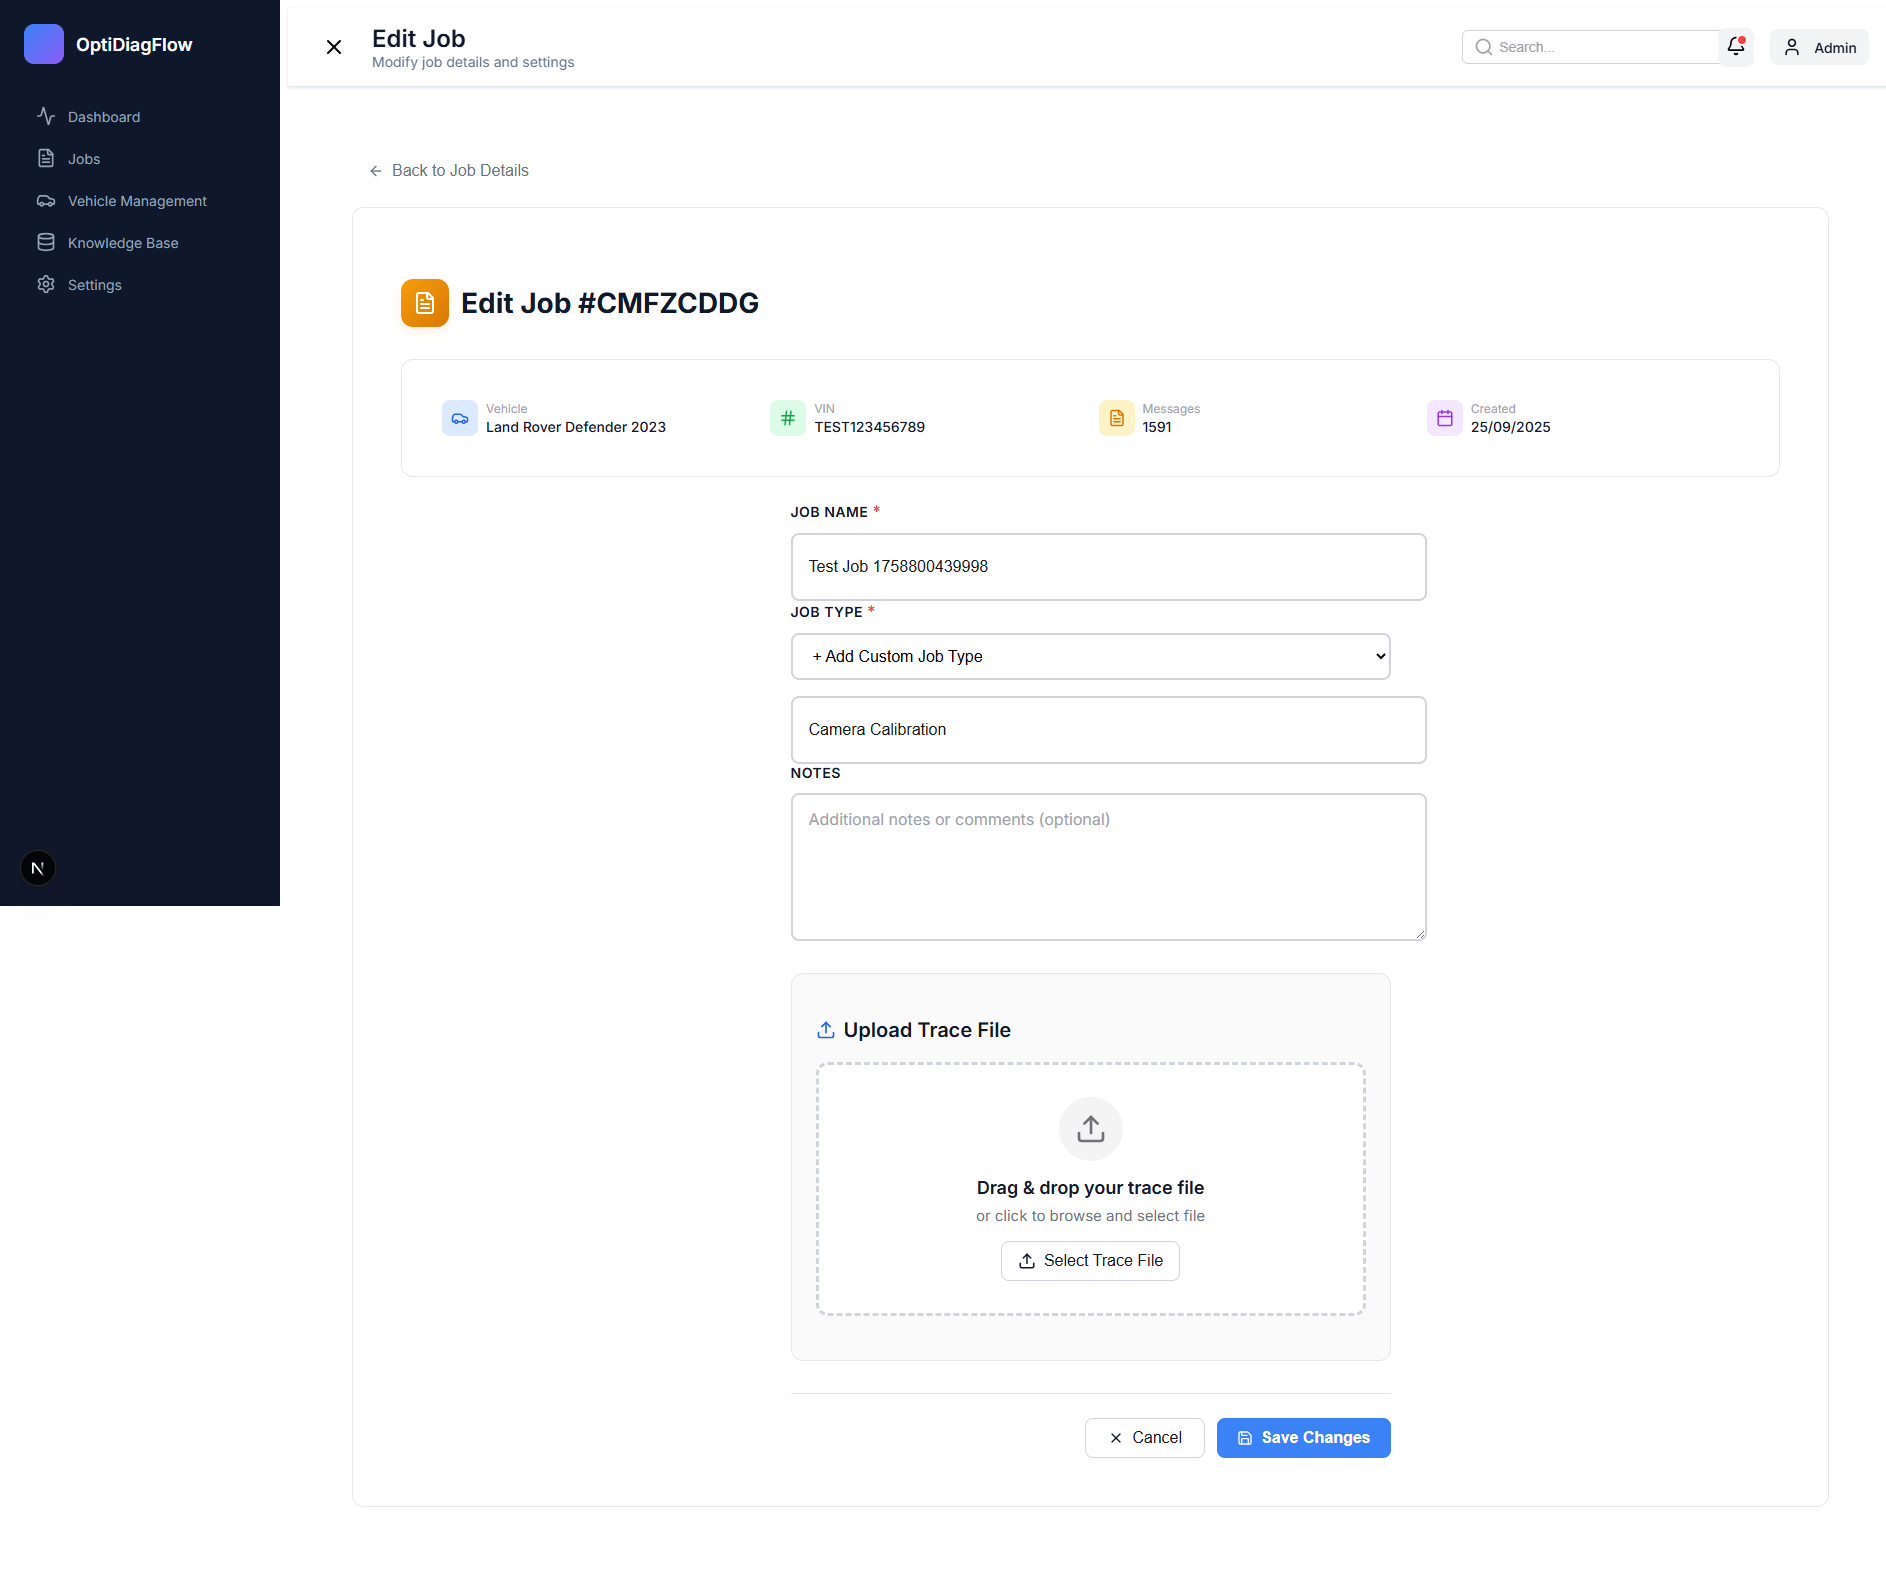 OptiDiagFlow
Dashboard
Jobs
Vehicle Management
Knowledge Base
Settings
N
Edit Job
Modify job details and settings
Search...
Admin
Back to Job Details
Edit Job #CMFZCDDG
Vehicle
Land Rover Defender 2023
VIN
TEST123456789
Messages
1591
Created
25/09/2025
JOB NAME *
Test Job 1758800439998
JOB TYPE *
+ Add Custom Job Type
Camera Calibration
NOTES
Additional notes or comments (optional)
Upload Trace File
Drag & drop your trace file
or click to browse and select file
Select Trace File
Cancel
Save Changes